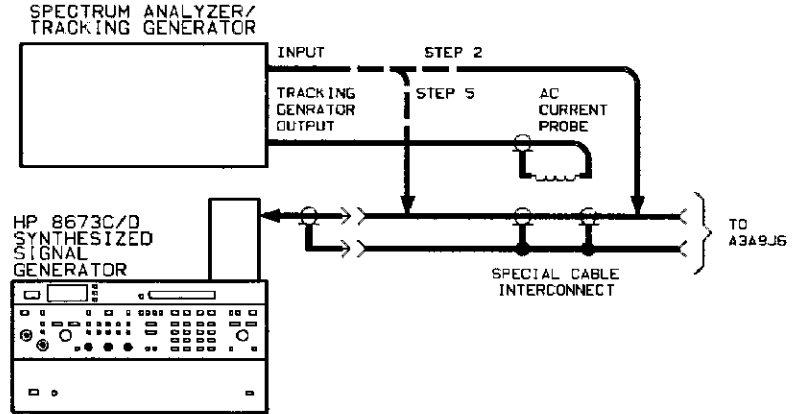 SPECTRUM ANALYZER/
TRACKING GENERATOR
INPUT
STEP 2
TRACKING
GENRATOR
OUTPUT
STEP 5
AC
CURRENT
PROBE
HP 8673C/D
SYNTHESIZED
SIGNAL
GENERATOR
TO
A3A9J6
SPECIAL CABLE
INTERCONNECT